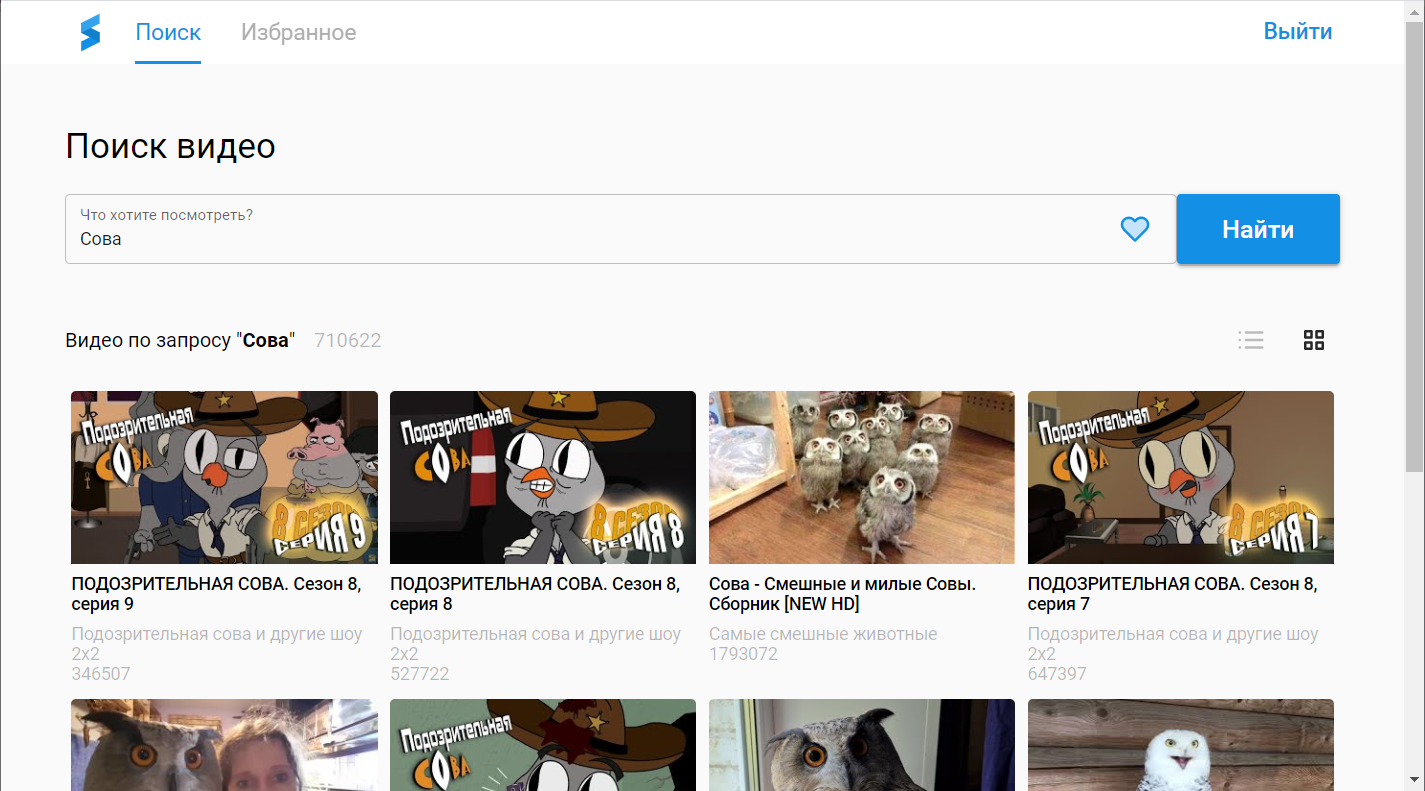 Поиск Избранное Выйти
Поиск видео
Что хотите посмотреть?
Сова
Найти
Видео по запросу "Сова" 710622
Подозрительная
СОВА
8 СЕЗОН
СЕРИЯ 9
Подозрительная
СОВА
8 СЕЗОН
СЕРИЯ 8
Подозрительная
СОВА
8 СЕЗОН
СЕРИЯ 7
ПОДОЗРИТЕЛЬНАЯ СОВА. Сезон 8,
серия 9
Подозрительная сова и другие шоу
2x2
346507
ПОДОЗРИТЕЛЬНАЯ СОВА. Сезон 8,
серия 8
Подозрительная сова и другие шоу
2x2
527722
Сова - Смешные и милые Совы.
Сборник [NEW HD]
Самые смешные животные
1793072
ПОДОЗРИТЕЛЬНАЯ СОВА. Сезон 8,
серия 7
Подозрительная сова и другие шоу
2x2
647397
Подозрительная
СОВА